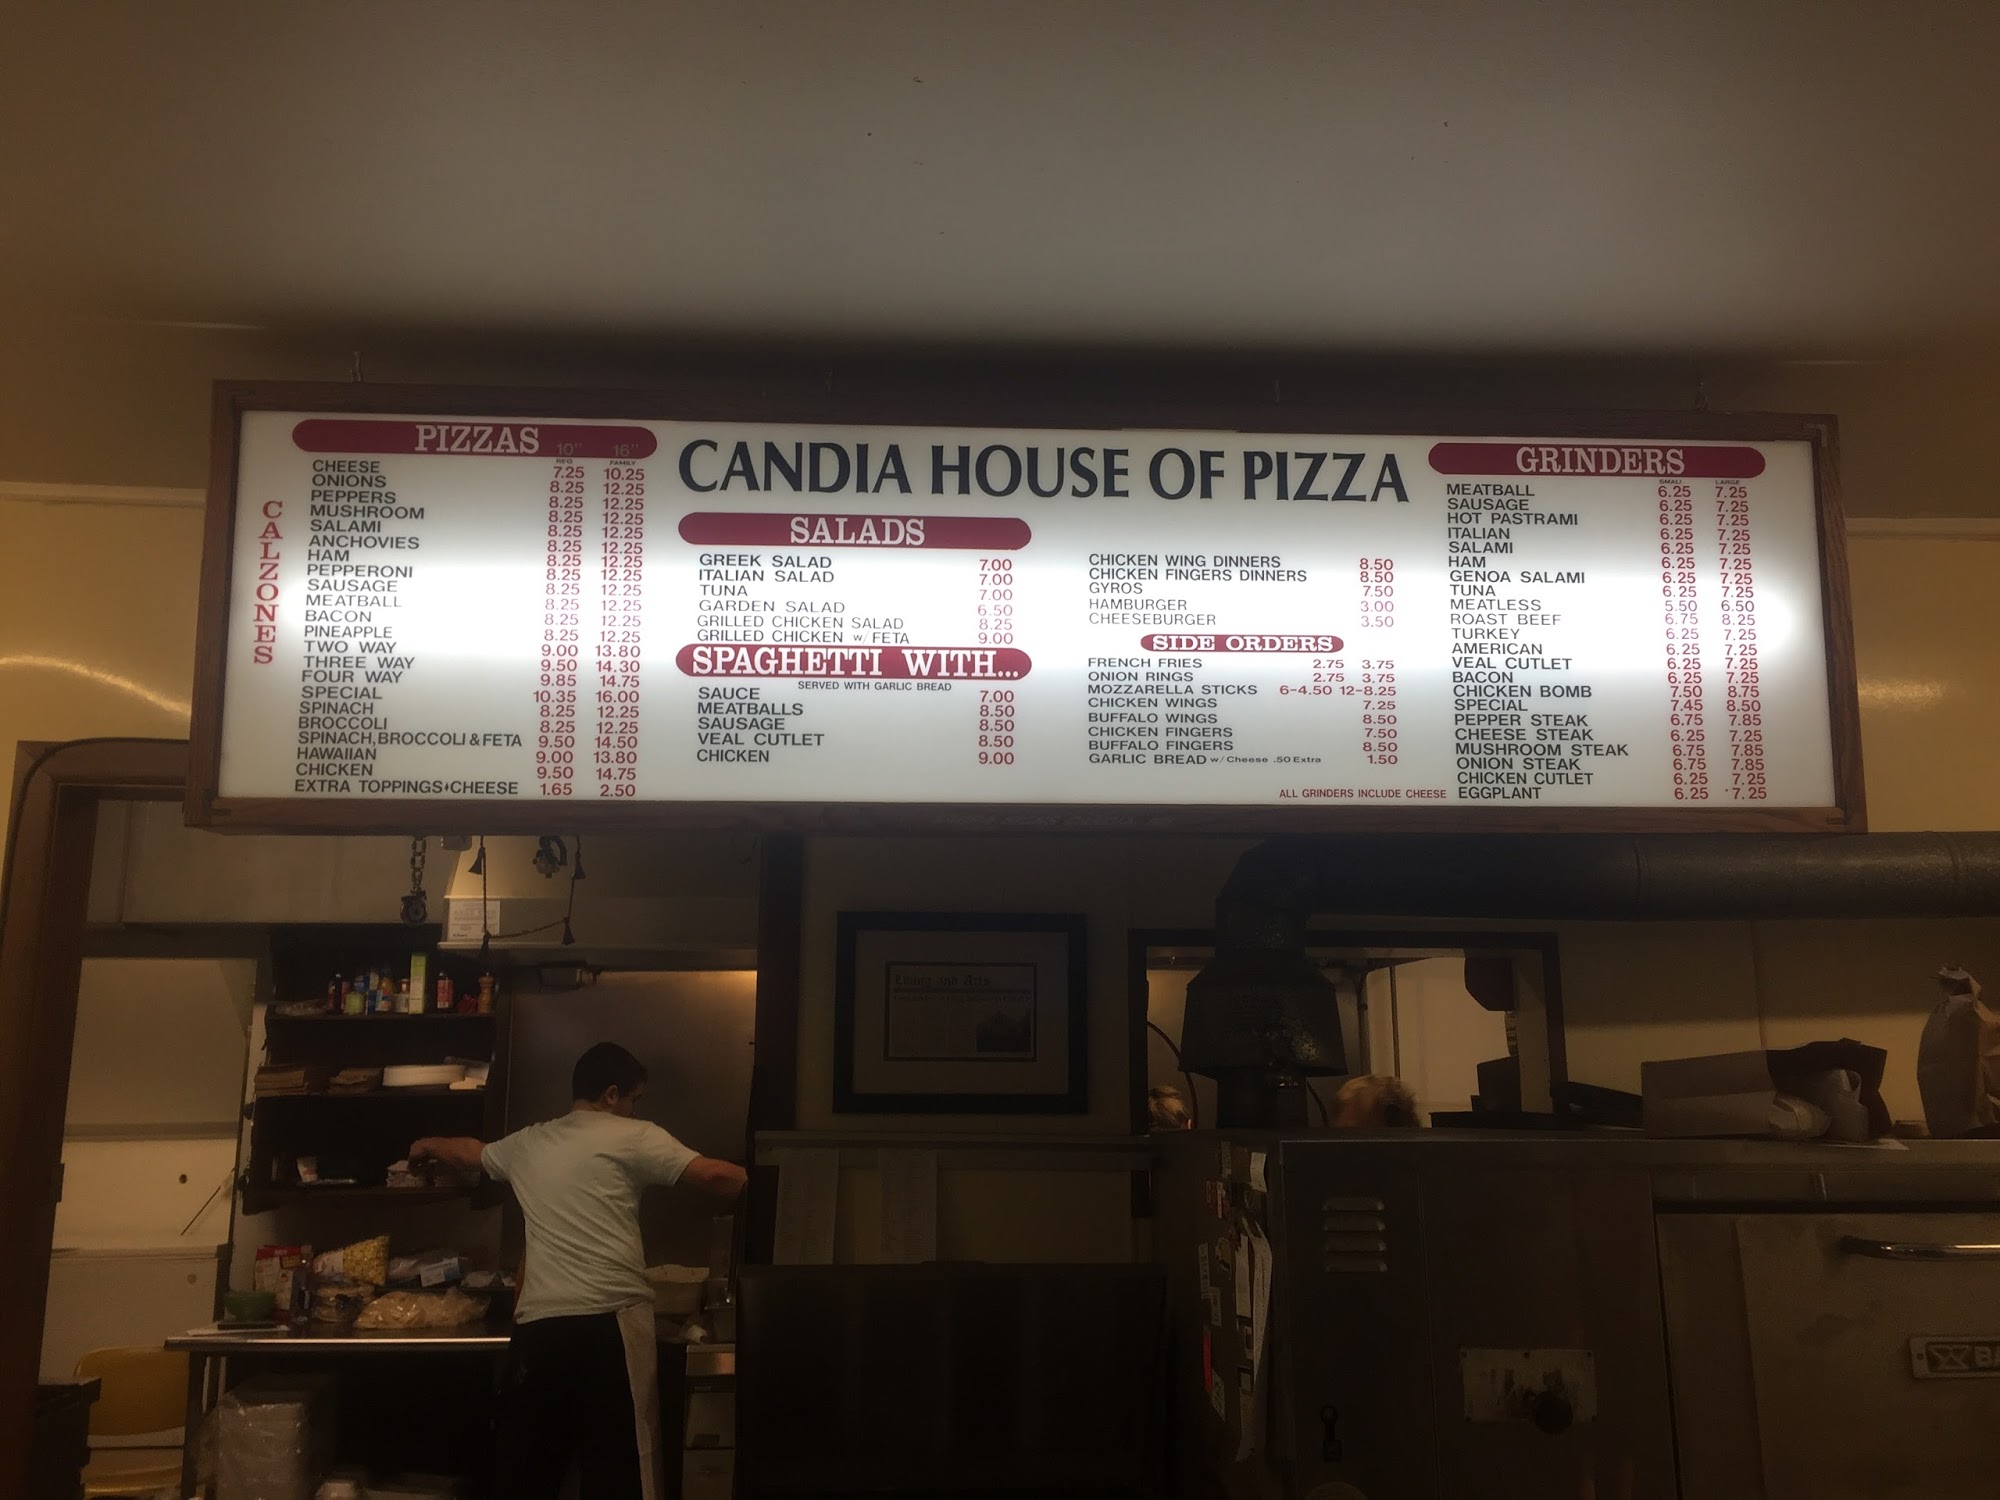 PIZZAS 10" 16"
REG FAMILY
CHEESE 7.25 10.25
ONIONS 8.25 12.25
PEPPERS 8.25 12.25
MUSHROOM 8.25 12.25
SALAMI 8.25 12.25
ANCHOVIES 8.25 12.25
HAM 8.25 12.25
PEPPERONI 8.25 12.25
SAUSAGE 8.25 12.25
MEATBALL 8.25 12.25
BACON 8.25 12.25
PINEAPPLE 8.25 12.25
TWO WAY 9.00 13.80
THREE WAY 9.50 14.30
FOUR WAY 9.85 14.75
SPECIAL 10.35 16.00
SPINACH 8.25 12.25
BROCCOLI 8.25 12.25
SPINACH, BROCCOLI & FETA 9.50 14.50
HAWAIIAN 9.00 13.80
CHICKEN 9.50 14.75
EXTRA TOPPINGS•CHEESE 1.65 2.50
CALZONES
CANDIA HOUSE OF PIZZA
SALADS
GREEK SALAD 7.00
ITALIAN SALAD 7.00
TUNA 7.00
GARDEN SALAD 6.50
GRILLED CHICKEN SALAD 8.25
GRILLED CHICKEN w/ FETA 9.00
SPAGHETTI WITH...
SERVED WITH GARLIC BREAD
SAUCE 7.00
MEATBALLS 8.50
SAUSAGE 8.50
VEAL CUTLET 8.50
CHICKEN 9.00
CHICKEN WING DINNERS 8.50
CHICKEN FINGERS DINNERS 8.50
GYROS 7.50
HAMBURGER 3.00
CHEESEBURGER 3.50
SIDE ORDERS
FRENCH FRIES 2.75 3.75
ONION RINGS 2.75 3.75
MOZZARELLA STICKS 6-4.50 12-8.25
CHICKEN WINGS 7.25
BUFFALO WINGS 8.50
CHICKEN FINGERS 7.50
BUFFALO FINGERS 8.50
GARLIC BREAD w/Cheese .50 Extra 1.50
ALL GRINDERS INCLUDE CHEESE
GRINDERS
SMALL LARGE
MEATBALL 6.25 7.25
SAUSAGE 6.25 7.25
HOT PASTRAMI 6.25 7.25
ITALIAN 6.25 7.25
SALAMI 6.25 7.25
HAM 6.25 7.25
GENOA SALAMI 6.25 7.25
TUNA 6.25 7.25
MEATLESS 5.50 6.50
ROAST BEEF 6.75 8.25
TURKEY 6.25 7.25
AMERICAN 6.25 7.25
VEAL CUTLET 6.25 7.25
BACON 6.25 7.25
CHICKEN BOMB 7.50 8.75
SPECIAL 7.45 8.50
PEPPER STEAK 6.75 7.85
CHEESE STEAK 6.25 7.25
MUSHROOM STEAK 6.75 7.85
ONION STEAK 6.75 7.85
CHICKEN CUTLET 6.25 7.25
EGGPLANT 6.25 7.25
Living and Arts